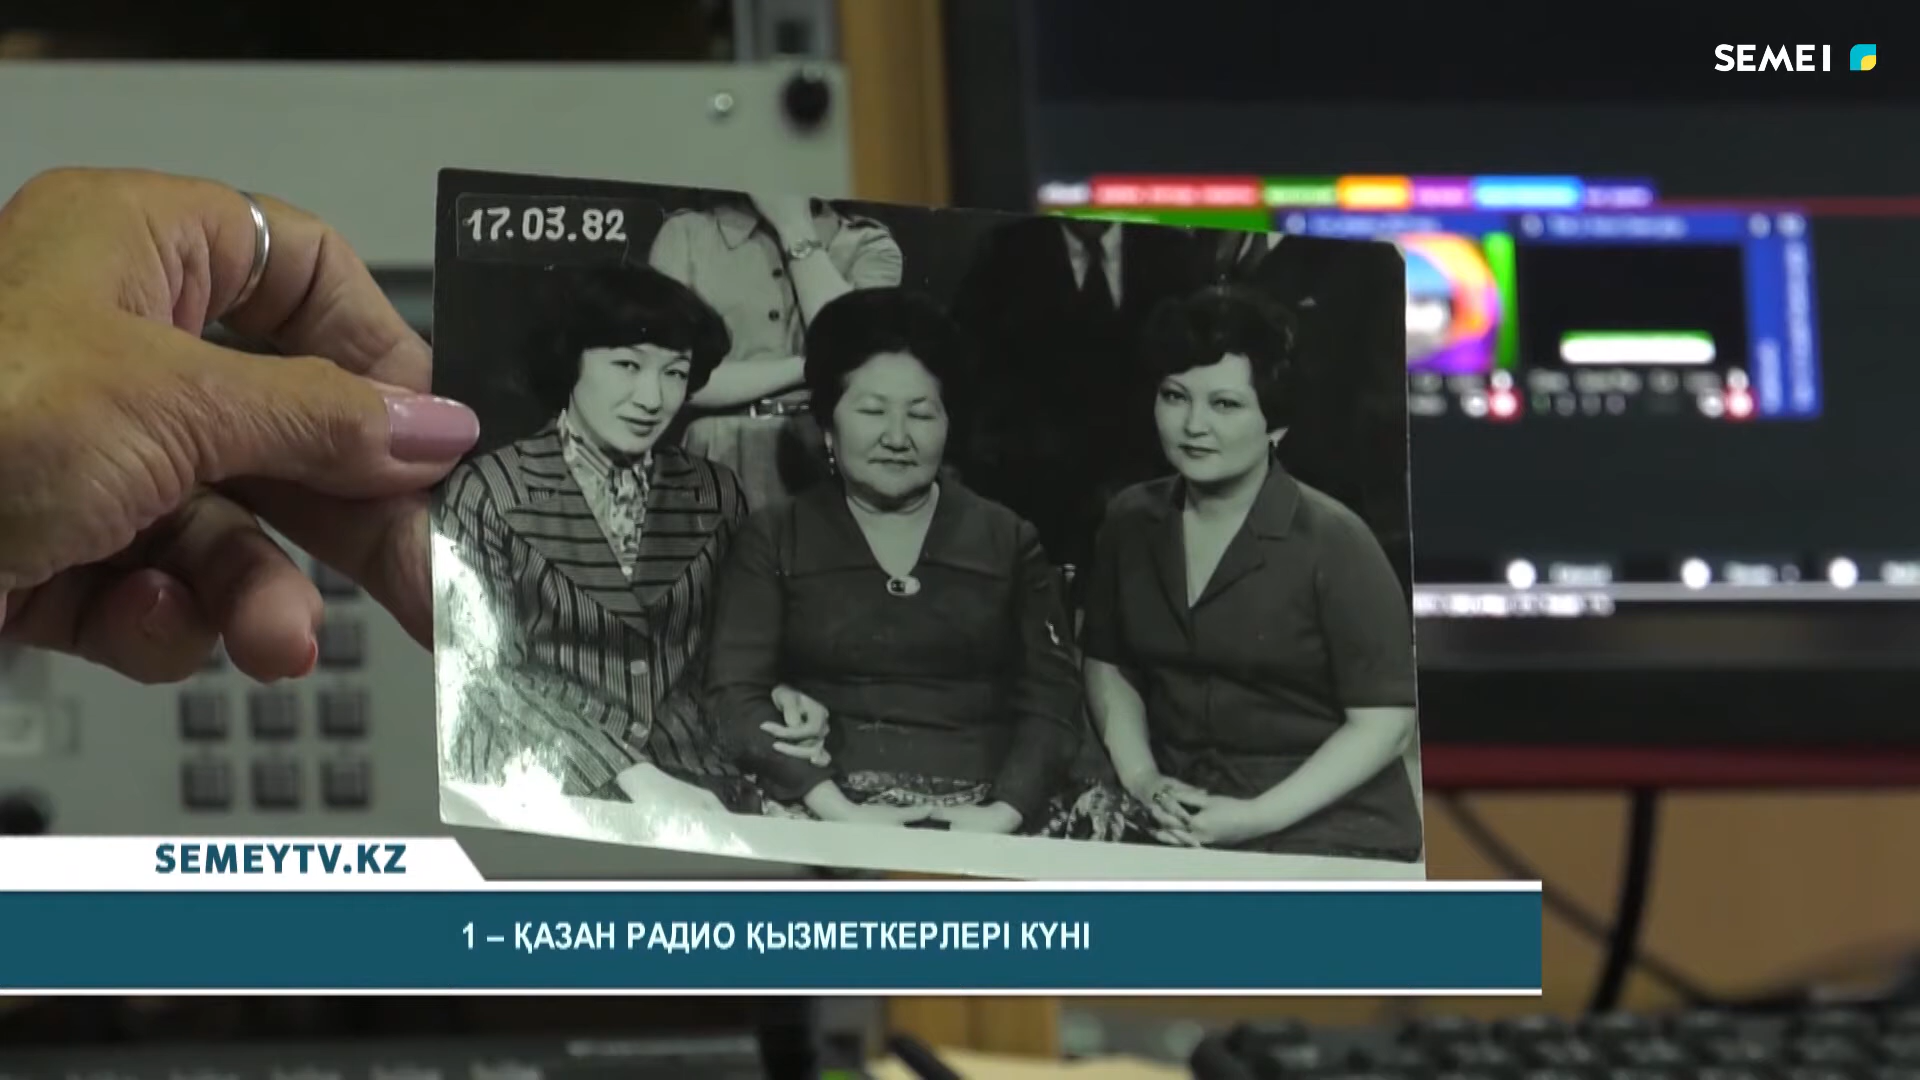 SEMEI
17.03.82
SEMEYTV.KZ
1 – ҚАЗАН РАДИО ҚЫЗМЕТКЕРЛЕРІ КҮНІ